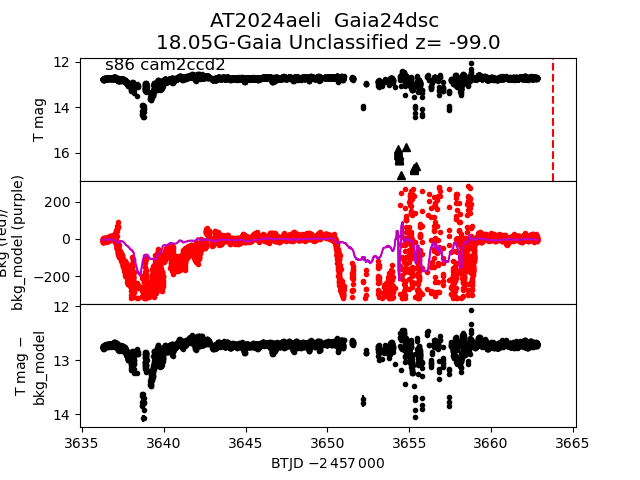 AT2024aeli  Gaia24dsc
18.05G-Gaia Unclassified z= -99.0
s86 cam2ccd2
T mag
12
14
16
Bkg (red)/
bkg_model (purple)
200
0
−200
T mag −
bkg_model
12
13
14
3635
3640
3645
3650
3655
3660
3665
BTJD −2 457 000